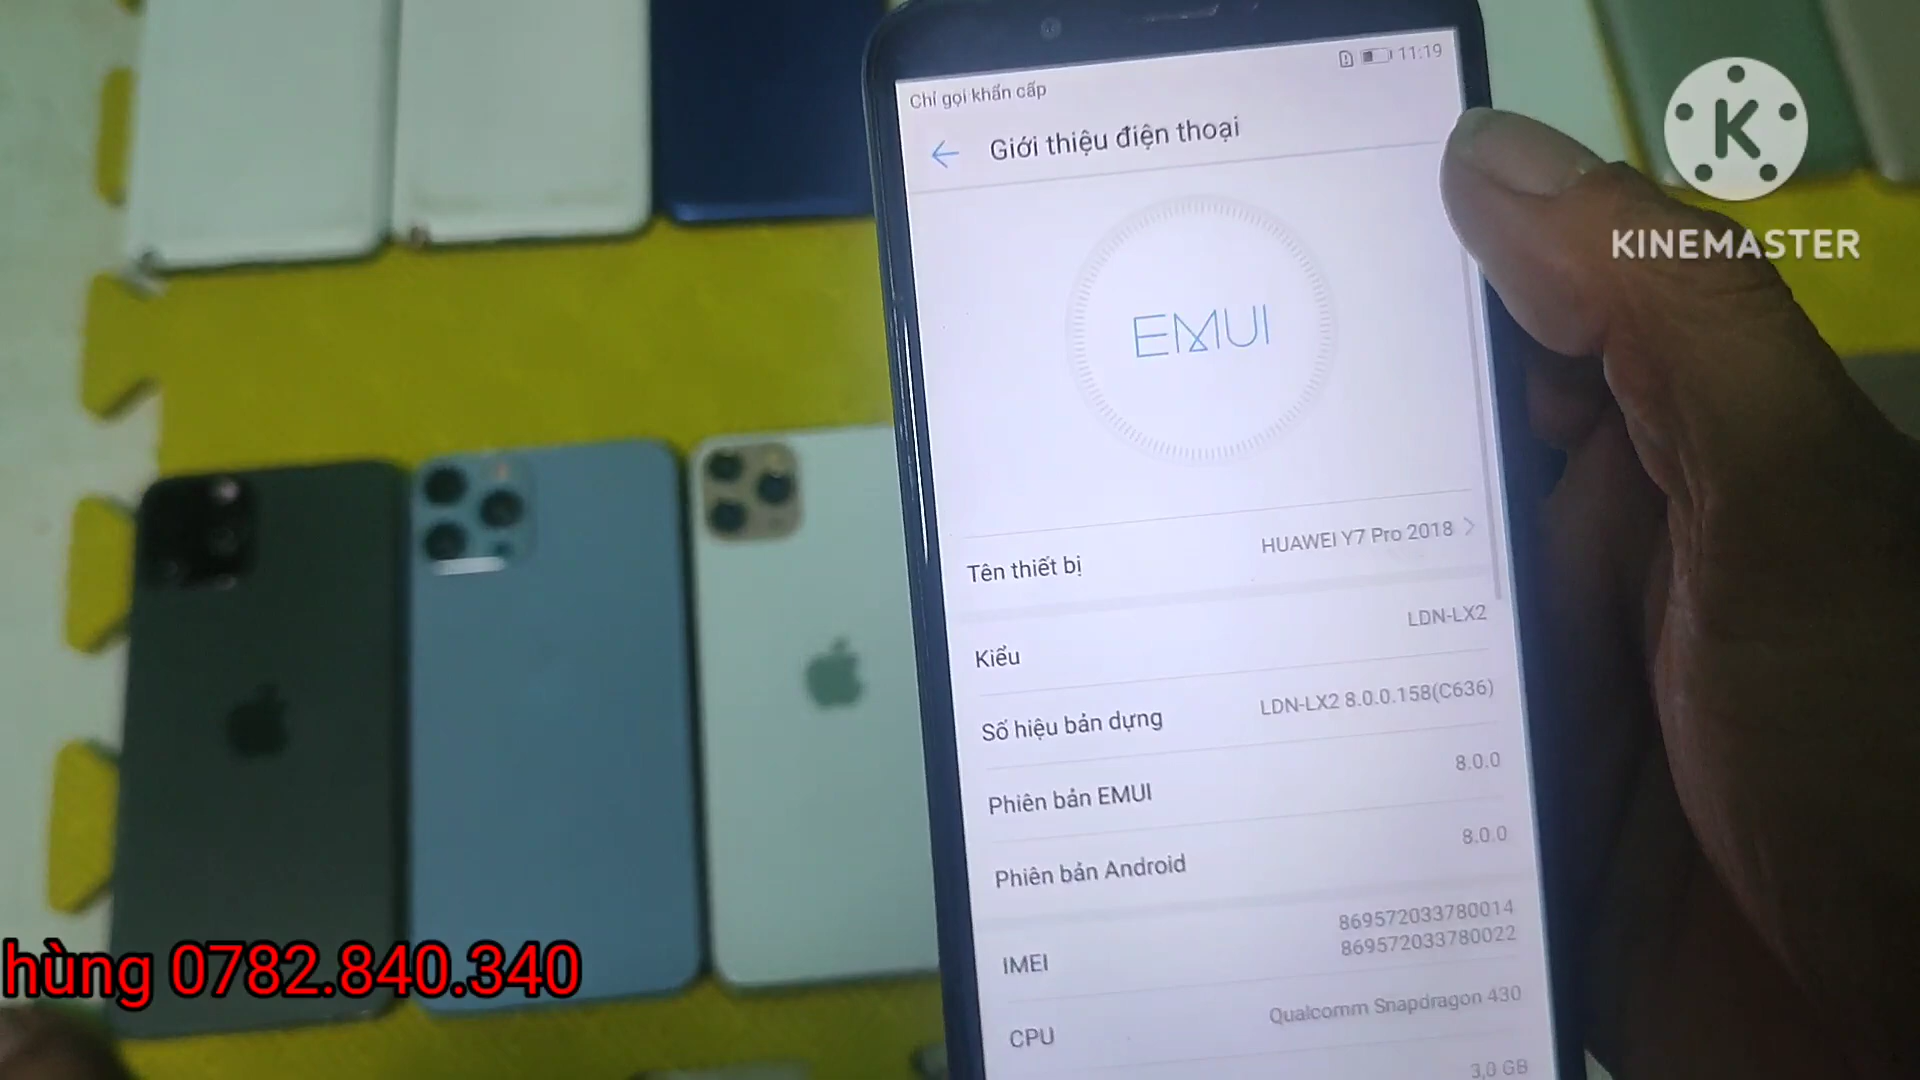 11:19
Chỉ gọi khẩn cấp
Giới thiệu điện thoại
K
KINEMASTER
EMUI
Tên thiết bị HUAWEI Y7 Pro 2018
Kiểu LDN-LX2
Số hiệu bản dựng LDN-LX2 8.0.0.158(C636)
Phiên bản EMUI 8.0.0
Phiên bản Android 8.0.0
IMEI 869572033780014
869572033780022
CPU Qualcomm Snapdragon 430
3,0 GB
hùng 0782.840.340